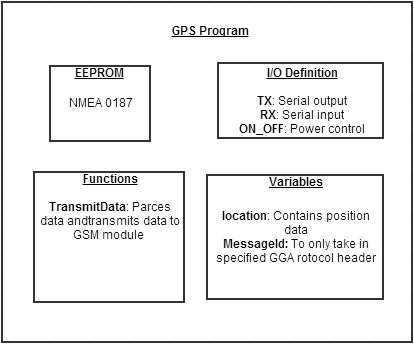 GPS Program
EEPROM
NMEA 0187
I/O Definition
TX: Serial output
RX: Serial input
ON_OFF: Power control
Functions
TransmitData: Parces
data andtransmits data to
GSM module
Variables
location: Contains position
data
MessageId: To only take in
specified GGA rotocol header